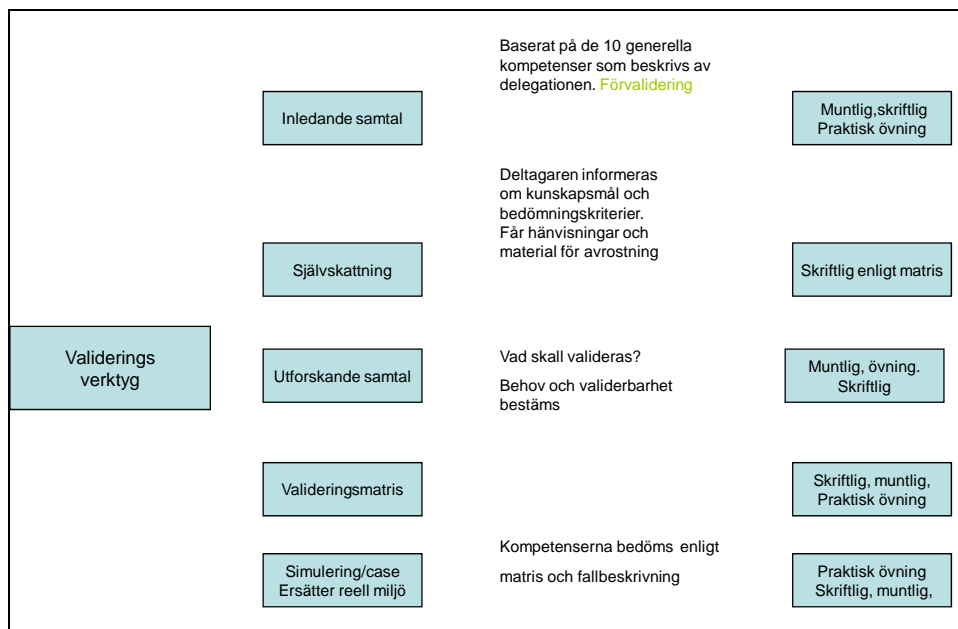 Baserat på de 10 generella
kompetenser som beskrivs av
delegationen. Förvalidering
Inledande samtal
Muntlig,skriftlig
Praktisk övning
Deltagaren informeras
om kunskapsmål och
bedömningskriterier.
Får hänvisningar och
material för avrostning
Självskattning
Skriftlig enligt matris
Validerings
verktyg
Utforskande samtal
Vad skall valideras?
Behov och validerbarhet
bestäms
Muntlig, övning.
Skriftlig
Valideringsmatris
Skriftlig, muntlig,
Praktisk övning
Simulering/case
Ersätter reell miljö
Kompetenserna bedöms enligt
matris och fallbeskrivning
Praktisk övning
Skriftlig, muntlig,